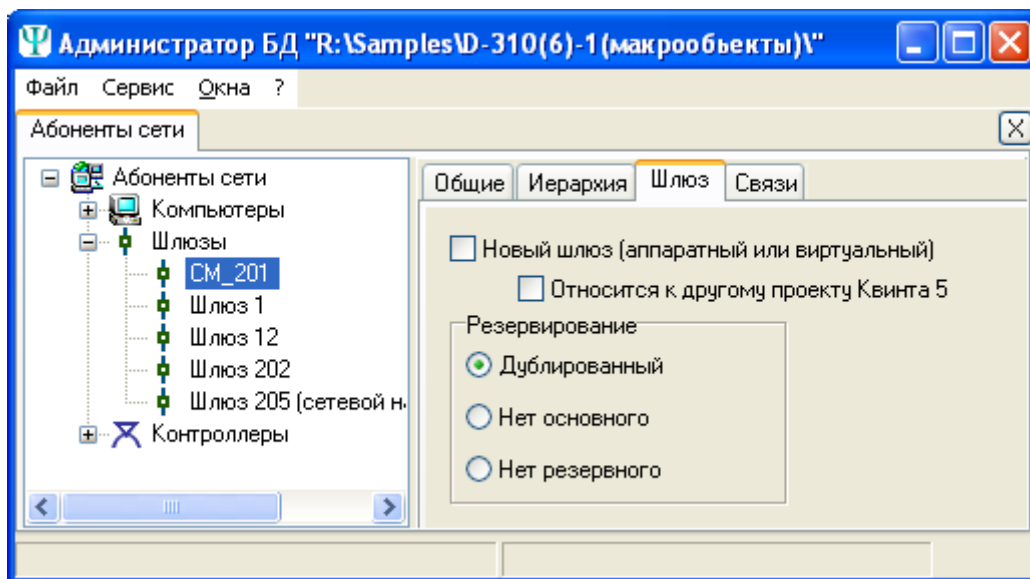 Администратор БД "R:\Samples\D-310(6)-1(макрообьекты)\"
Файл Сервис Окна ?
Абоненты сети
Абоненты сети
Компьютеры
Шлюзы
СМ_201
Шлюз 1
Шлюз 12
Шлюз 202
Шлюз 205 (сетевой н
Контроллеры
Общие Иерархия Шлюз Связи
Новый шлюз (аппаратный или виртуальный)
Относится к другому проекту Квинта 5
Резервирование
Дублированный
Нет основного
Нет резервного